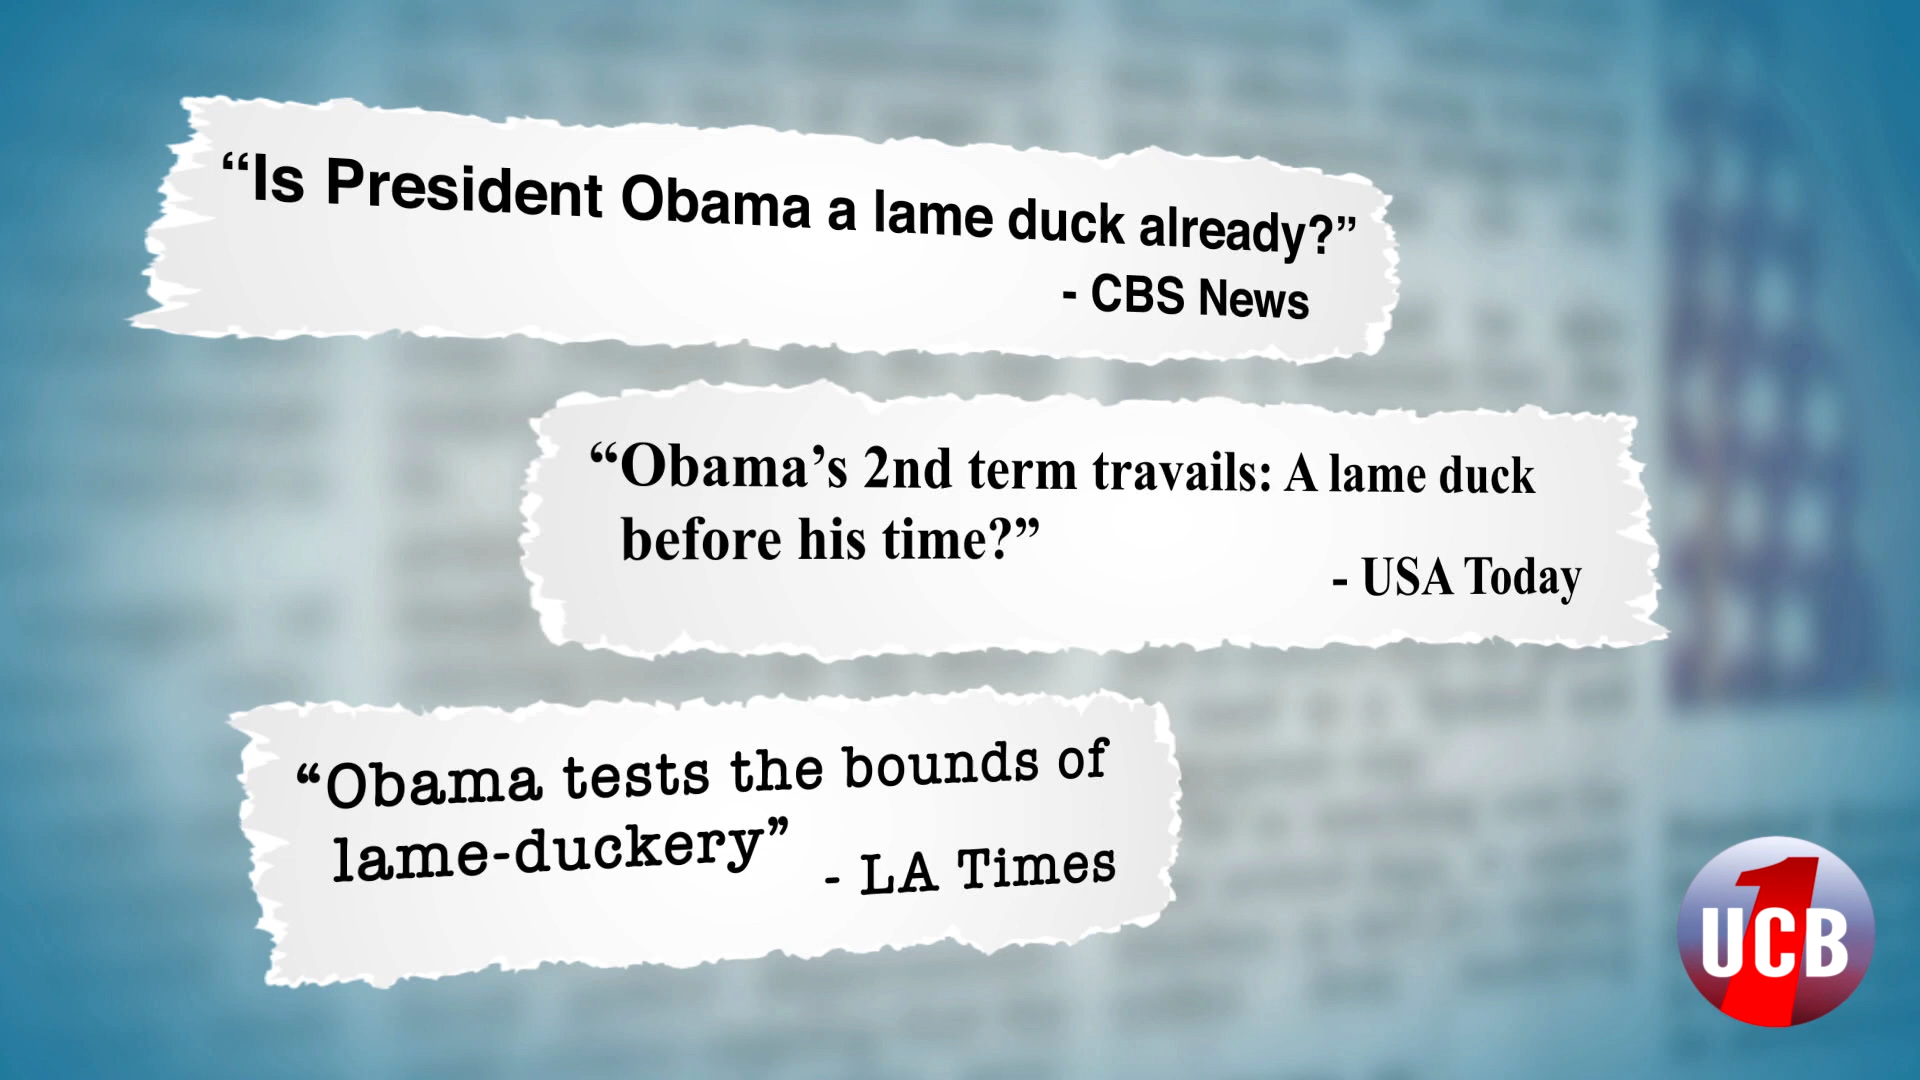 “Is President Obama a lame duck already?”
- CBS News
“Obama’s 2nd term travails: A lame duck
before his time?”
- USA Today
“Obama tests the bounds of
lame-duckery”
- LA Times
1
UCB